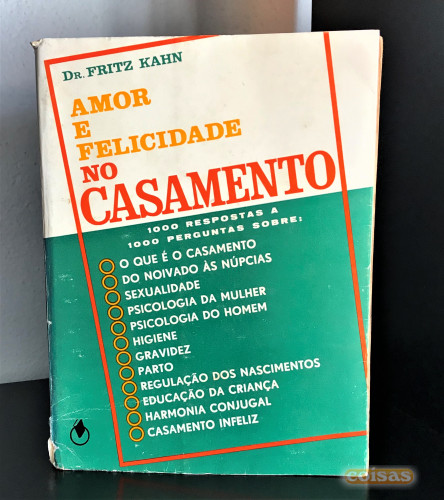 DR. FRITZ KAHN
AMOR
E
FELICIDADE
NO
CASAMENTO
1000 RESPOSTAS A
1000 PERGUNTAS SOBRE:
O QUE É O CASAMENTO
DO NOIVADO ÀS NÚPCIAS
SEXUALIDADE
PSICOLOGIA DA MULHER
PSICOLOGIA DO HOMEM
HIGIENE
GRAVIDEZ
PARTO
REGULAÇÃO DOS NASCIMENTOS
EDUCAÇÃO DA CRIANÇA
HARMONIA CONJUGAL
CASAMENTO INFELIZ
coisas